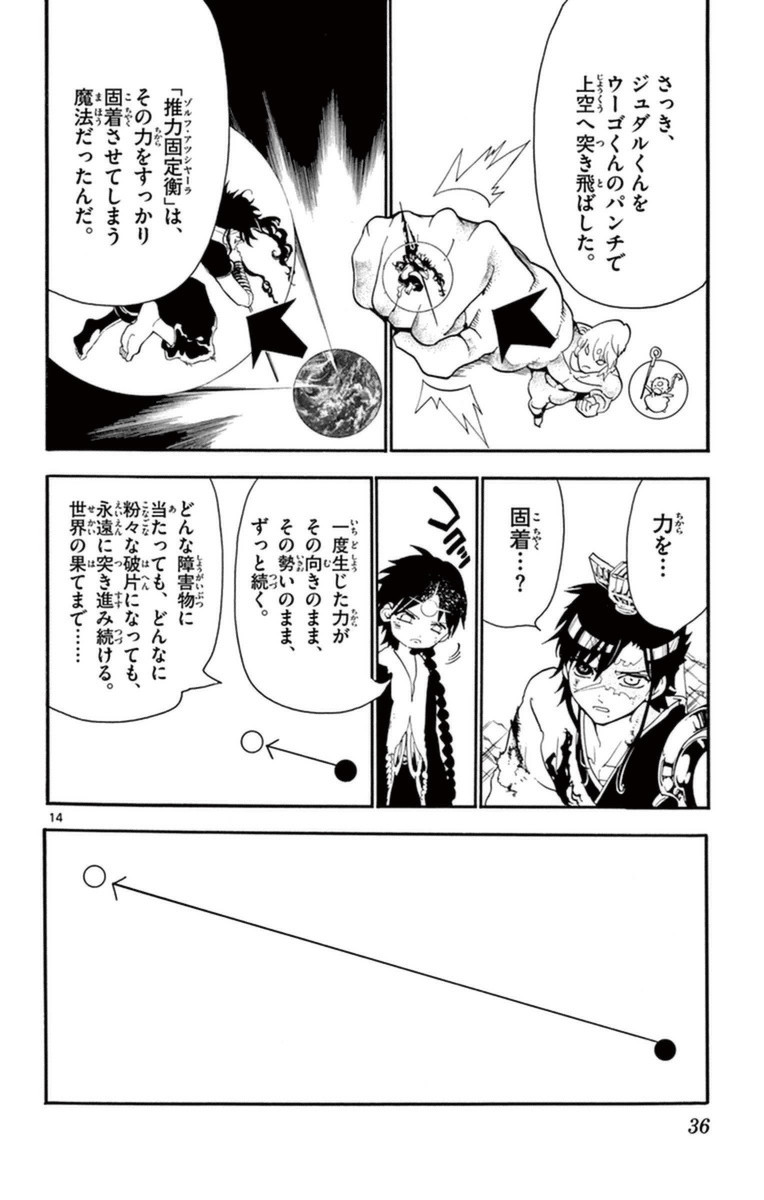 さっき、
ジュダルくんを
ウーゴくんのパンチで
上空へ突き飛ばした。
「推力固定衡」は、
その力をすっかり
固着させてしまう
魔法だったんだ。
力を…
固着…?
コクッ
一度生じた力が
その向きのまま、
その勢いのまま、
ずっと続く。
どんな障害物に
当たっても、どんなに
粉々な破片になっても、
永遠に突き進み続ける。
世界の果てまで……
14
36